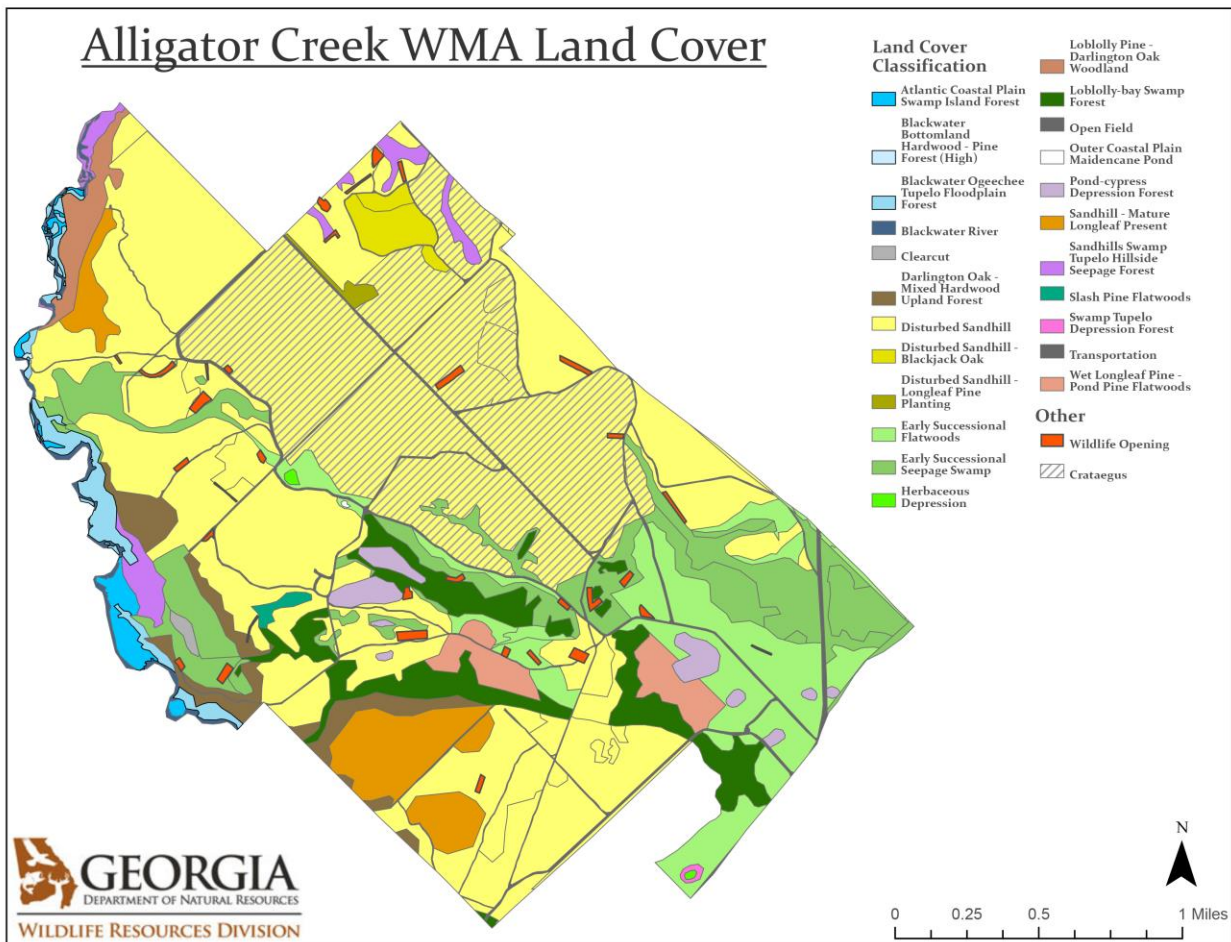 Alligator Creek WMA Land Cover
Land Cover
Classification
Atlantic Coastal Plain
Swamp Island Forest
Blackwater
Bottomland
Hardwood - Pine
Forest (High)
Blackwater Ogeechee
Tupelo Floodplain
Forest
Blackwater River
Clearcut
Darlington Oak -
Mixed Hardwood
Upland Forest
Disturbed Sandhill
Disturbed Sandhill -
Blackjack Oak
Disturbed Sandhill -
Longleaf Pine
Planting
Early Successional
Flatwoods
Early Successional
Seepage Swamp
Herbaceous
Depression
Loblolly Pine -
Darlington Oak
Woodland
Loblolly-bay Swamp
Forest
Open Field
Outer Coastal Plain
Maidencane Pond
Pond-cypress
Depression Forest
Sandhill - Mature
Longleaf Present
Sandhills Swamp
Tupelo Hillside
Seepage Forest
Slash Pine Flatwoods
Swamp Tupelo
Depression Forest
Transportation
Wet Longleaf Pine -
Pond Pine Flatwoods
Other
Wildlife Opening
Crataegus
GEORGIA
DEPARTMENT OF NATURAL RESOURCES
WILDLIFE RESOURCES DIVISION
N
0 0.25 0.5 1 Miles